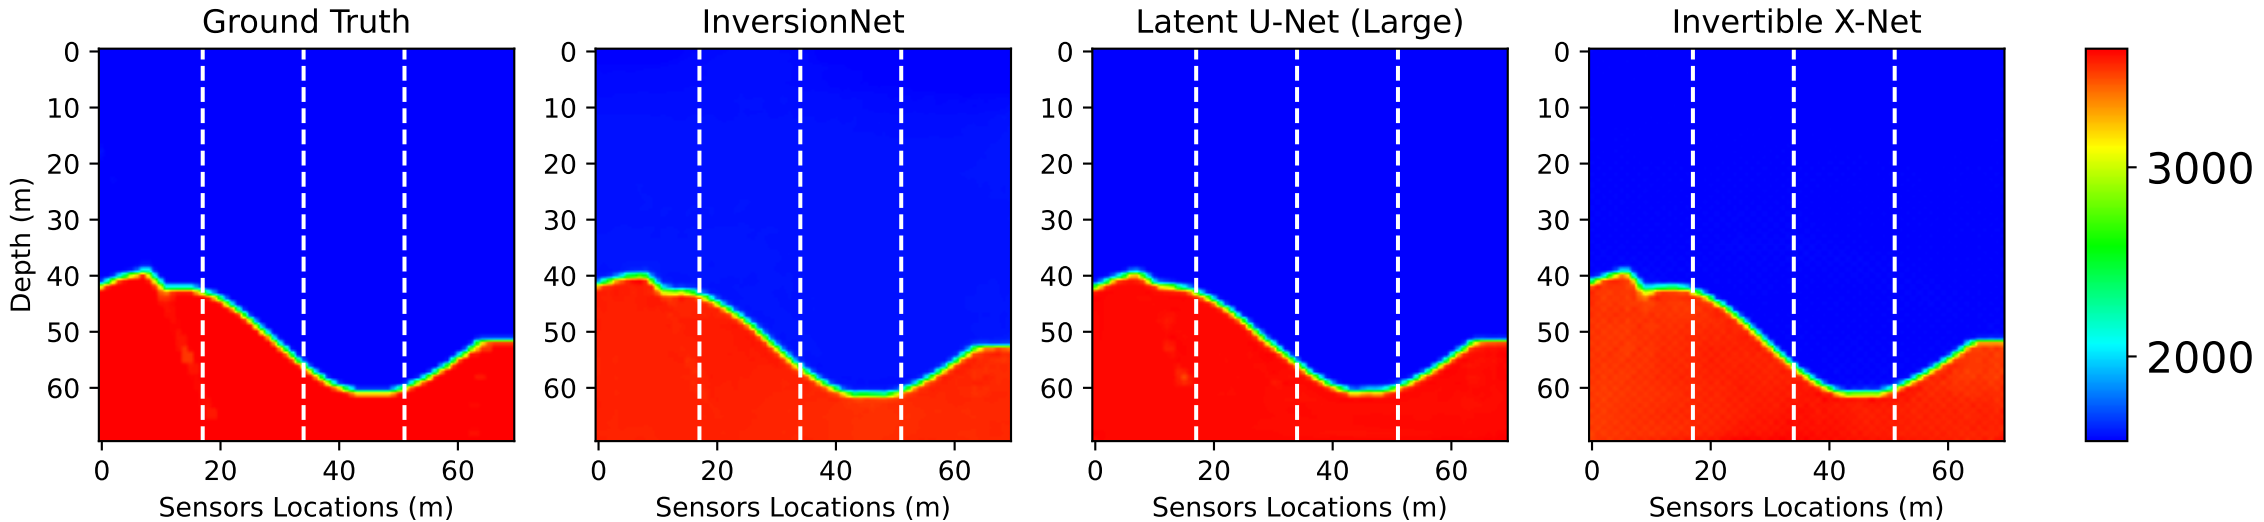 Ground Truth
InversionNet
Latent U-Net (Large)
Invertible X-Net
Depth (m)
0
10
20
30
40
50
60
0 20 40 60
Sensors Locations (m)
0
10
20
30
40
50
60
0 20 40 60
Sensors Locations (m)
0
10
20
30
40
50
60
0 20 40 60
Sensors Locations (m)
0
10
20
30
40
50
60
0 20 40 60
Sensors Locations (m)
3000
2000